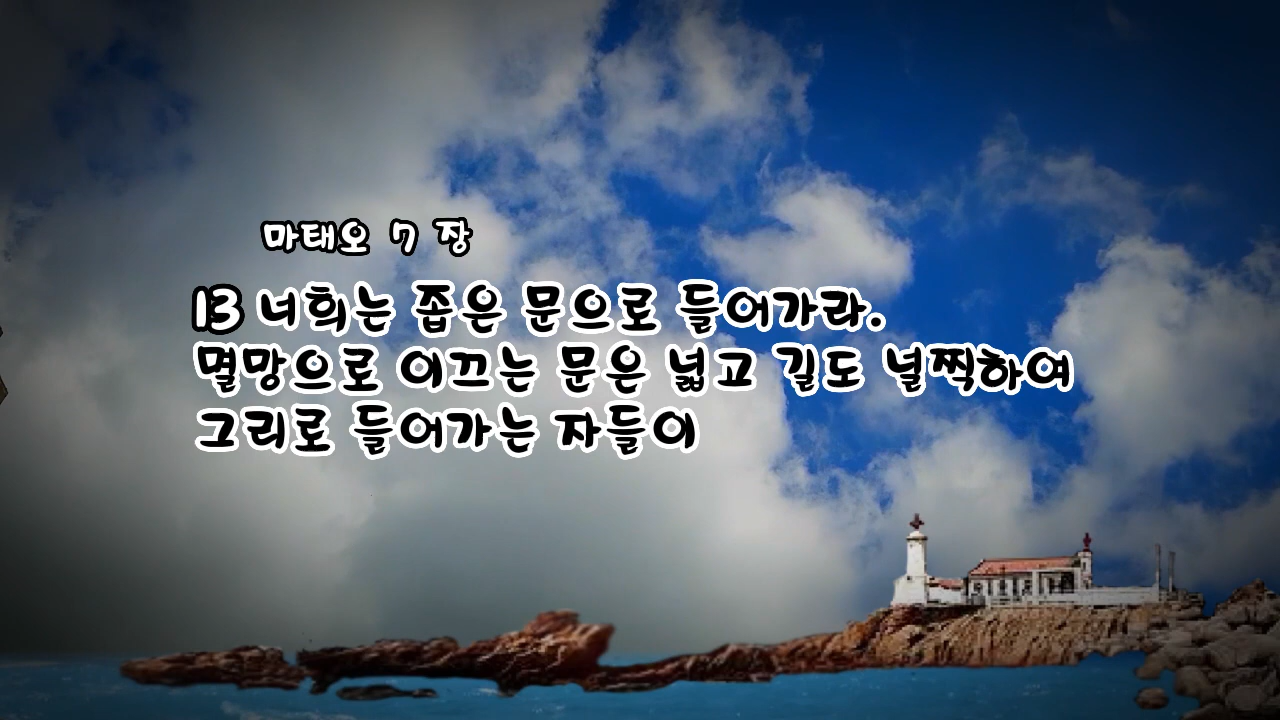 마태오 7 장
13 너희는 좁은 문으로 들어가라.
멸망으로 이끄는 문은 넓고 길도 널찍하여
그리로 들어가는 자들이